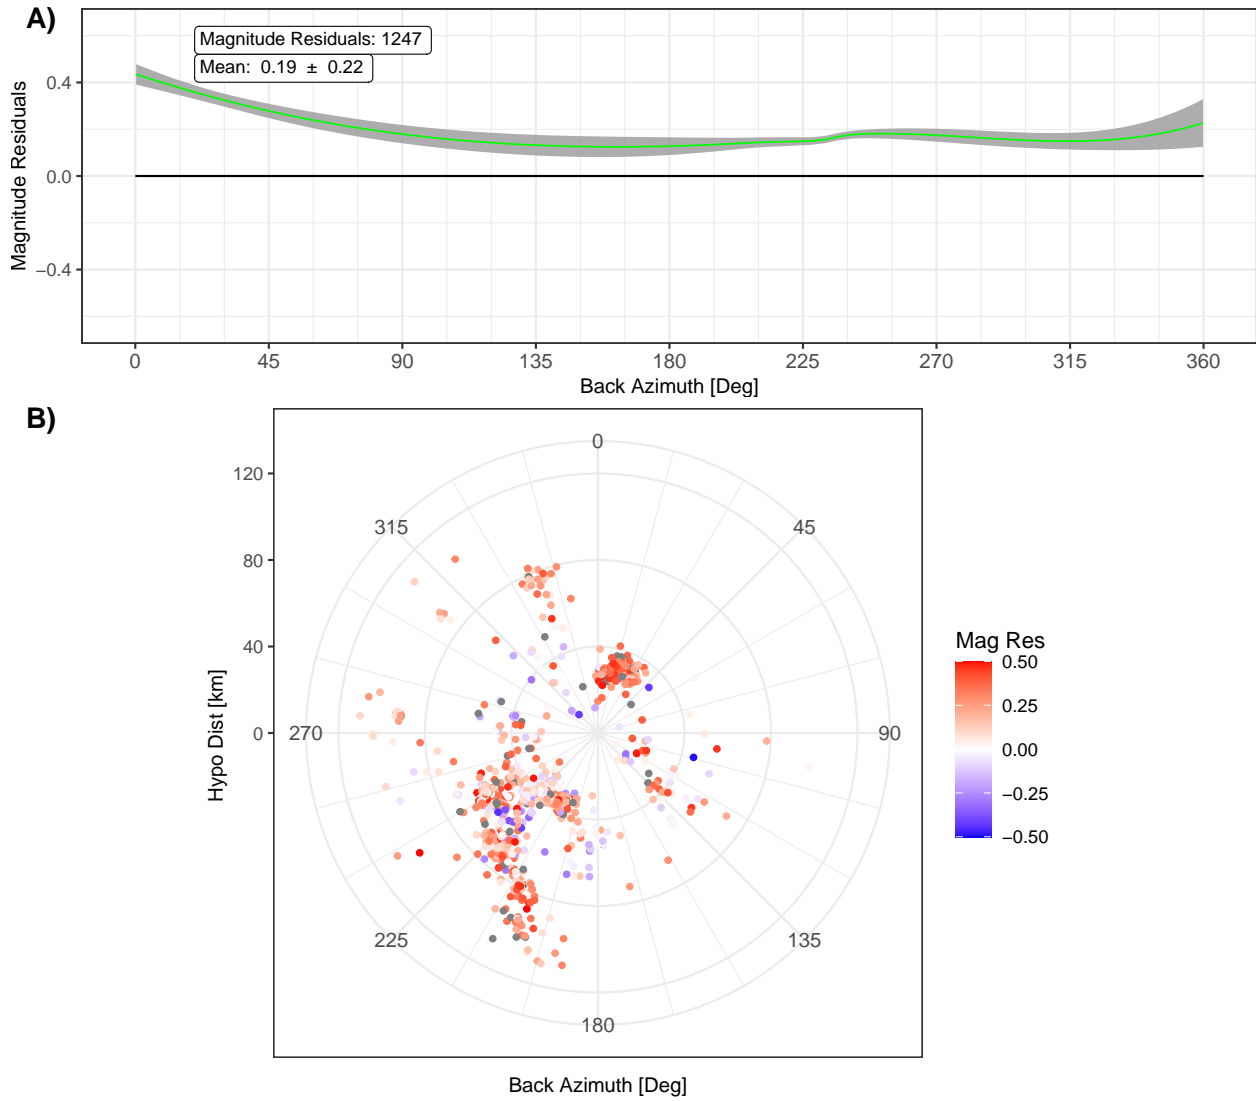 A)
Magnitude Residuals: 1247
Mean: 0.19 ± 0.22
Magnitude Residuals
0.4
0.0
−0.4
0 45 90 135 180 225 270 315 360
Back Azimuth [Deg]
B)
Hypo Dist [km]
120
80
40
0
0
45
90
135
180
225
270
315
Back Azimuth [Deg]
Mag Res
0.50
0.25
0.00
−0.25
−0.50